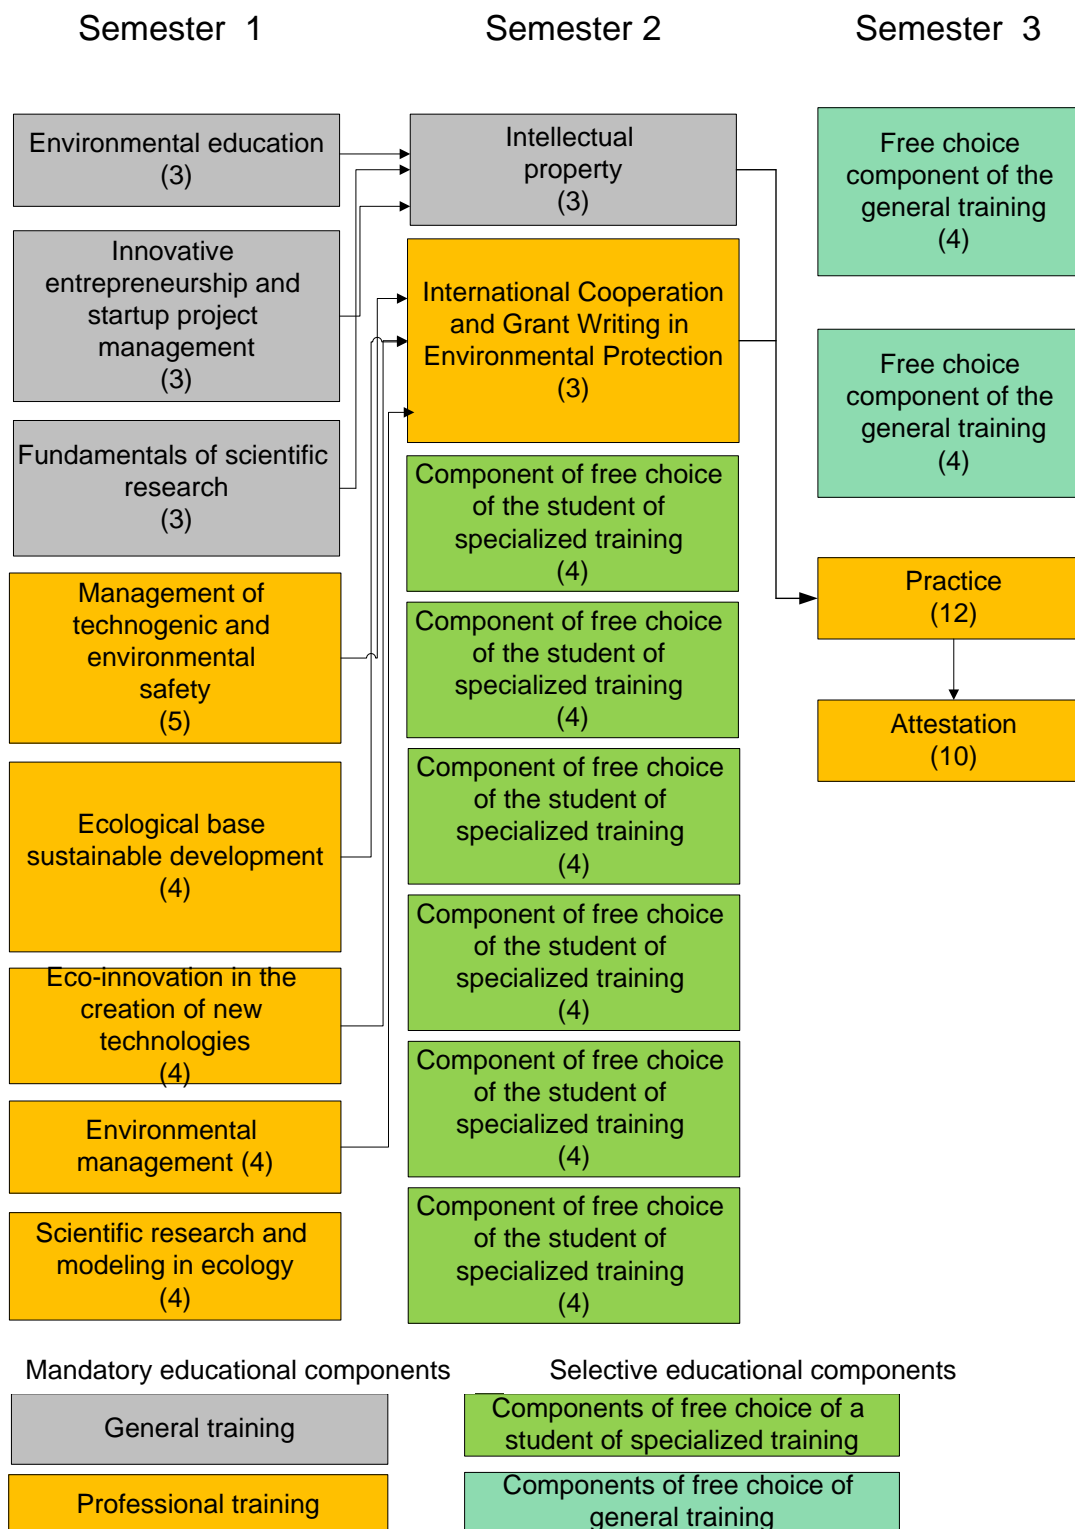 Semester 1
Semester 2
Semester 3
Environmental education
(3)
Innovative
entrepreneurship and
startup project
management
(3)
Fundamentals of scientific
research
(3)
Management of
technogenic and
environmental
safety
(5)
Ecological base
sustainable development
(4)
Eco-innovation in the
creation of new
technologies
(4)
Environmental
management (4)
Scientific research and
modeling in ecology
(4)
Intellectual
property
(3)
International Cooperation
and Grant Writing in
Environmental Protection
(3)
Component of free choice
of the student of
specialized training
(4)
Component of free choice
of the student of
specialized training
(4)
Component of free choice
of the student of
specialized training
(4)
Component of free choice
of the student of
specialized training
(4)
Component of free choice
of the student of
specialized training
(4)
Component of free choice
of the student of
specialized training
(4)
Free choice
component of the
general training
(4)
Free choice
component of the
general training
(4)
Practice
(12)
Attestation
(10)
Mandatory educational components
General training
Professional training
Selective educational components
Components of free choice of a
student of specialized training
Components of free choice of
general training